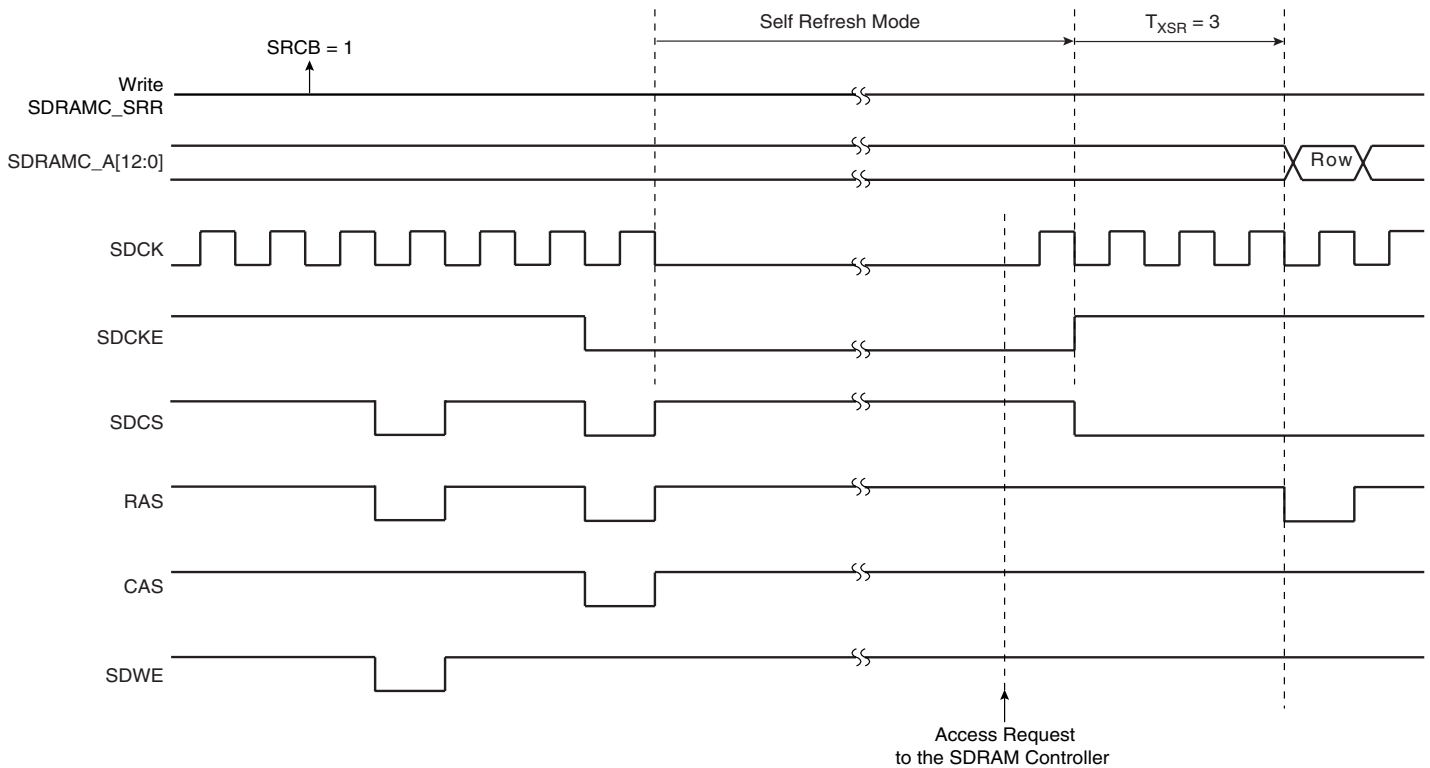 Self Refresh Mode
TXSR = 3
SRCB = 1
Write
SDRAMC_SRR
SDRAMC_A[12:0]
Row
SDCK
SDCKE
SDCS
RAS
CAS
SDWE
Access Request
to the SDRAM Controller